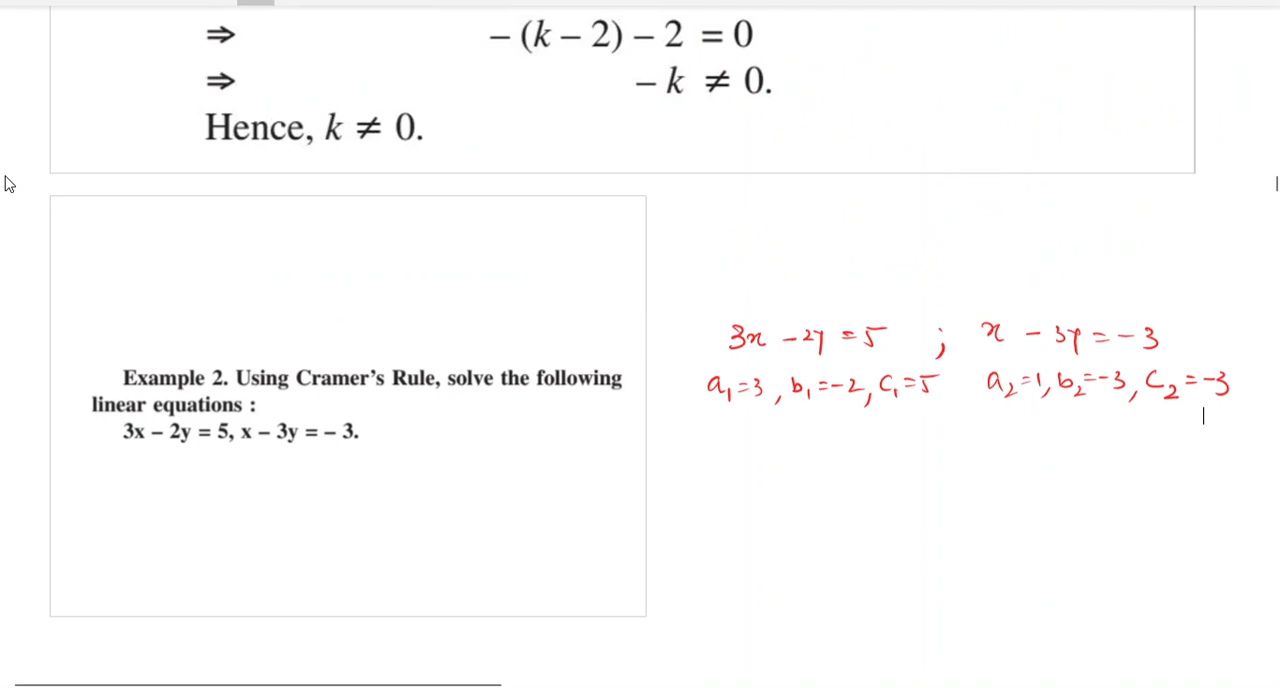 ⇒ – (k – 2) – 2 = 0
⇒ – k ≠ 0.
Hence, k ≠ 0.
Example 2. Using Cramer's Rule, solve the following
linear equations :
3x – 2y = 5, x – 3y = – 3.
3x - 2y = 5 ; x - 3y = - 3
a₁=3, b₁=-2, C₁=5 a₂=1, b₂=-3, C₂=-3